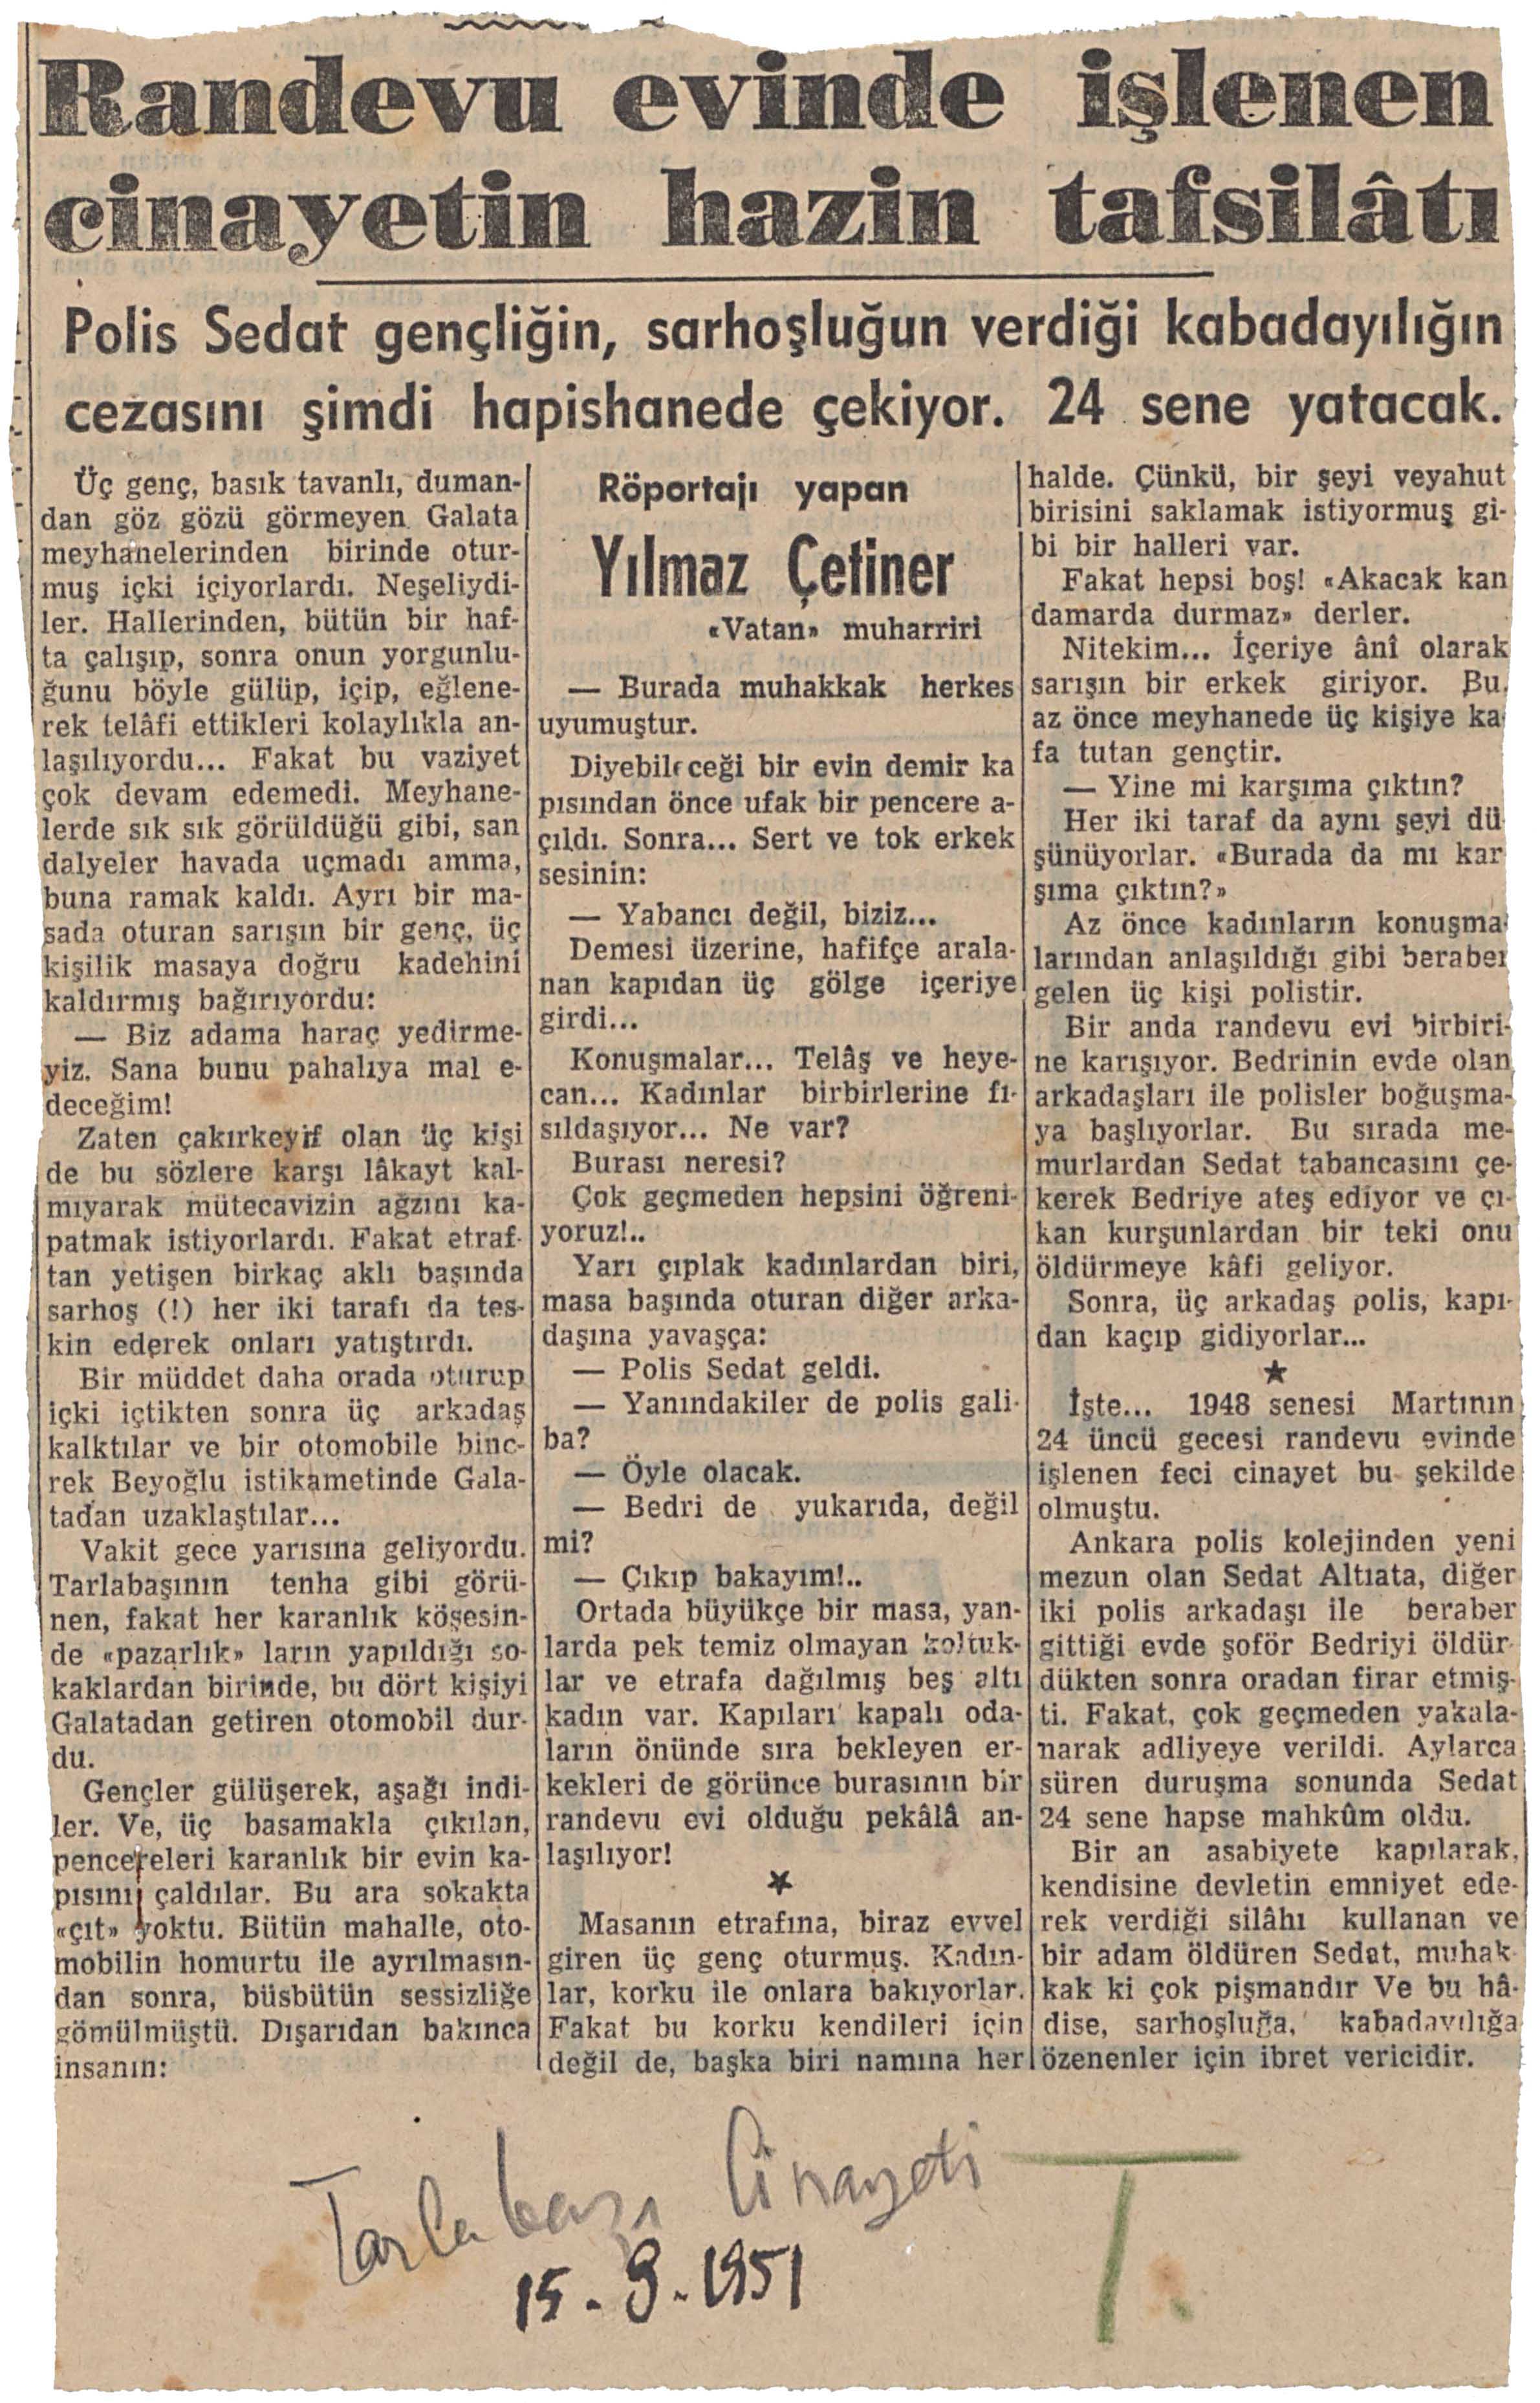 Randevu evinde işlenen
cinayetin hazin tafsilâtı
Polis Sedat gençliğin, sarhoşluğun verdiği kabadayılığın
cezasını şimdi hapishanede çekiyor. 24 sene yatacak.
Üç genç, basık tavanlı, duman-
dan göz gözü görmeyen Galata
meyhanelerinden birinde otur-
muş içki içiyorlardı. Neşeliydi-
ler. Hallerinden, bütün bir haf-
ta çalışıp, sonra onun yorgunlu-
ğunu böyle gülüp, içip, eğlene-
rek telâfi ettikleri kolaylıkla an-
laşılıyordu... Fakat bu vaziyet
çok devam edemedi. Meyhane-
lerde sık sık görüldüğü gibi, san
dalyeler havada uçmadı amma,
buna ramak kaldı. Ayrı bir ma-
sada oturan sarışın bir genç, üç
kişilik masaya doğru kadehini
kaldırmış bağırıyordu:
— Biz adama haraç yedirme-
yiz. Sana bunu pahalıya mal e-
deceğim!
Zaten çakırkeyif olan üç kişi
de bu sözlere karşı lâkayt kal-
mıyarak mütecavizin ağzını ka-
patmak istiyorlardı. Fakat etraf-
tan yetişen birkaç aklı başında
sarhoş (!) her iki tarafı da tes-
kin ederek onları yatıştırdı.
Bir müddet daha orada oturup
içki içtikten sonra üç arkadaş
kalktılar ve bir otomobile bine-
rek Beyoğlu istikametinde Gala-
tadan uzaklaştılar...
Vakit gece yarısına geliyordu.
Tarlabaşının tenha gibi görü-
nen, fakat her karanlık köşesin-
de «pazarlık» ların yapıldığı so-
kaklardan birinde, bu dört kişiyi
Galatadan getiren otomobil dur-
du.
Gençler gülüşerek, aşağı indi-
ler. Ve, üç basamakla çıkılan,
pencereleri karanlık bir evin ka-
pısını çaldılar. Bu ara sokakta
«çıt» yoktu. Bütün mahalle, oto-
mobilin homurtu ile ayrılmasın-
dan sonra, büsbütün sessizliğe
gömülmüştü. Dışarıdan bakınca
insanın:
Röportajı yapan
Yılmaz Çetiner
«Vatan» muharriri
— Burada muhakkak herkes
uyumuştur.
Diyebileceği bir evin demir ka
pısından önce ufak bir pencere a-
çıldı. Sonra... Sert ve tok erkek
sesinin:
— Yabancı değil, biziz...
Demesi üzerine, hafifçe arala-
nan kapıdan üç gölge içeriye
girdi...
Konuşmalar... Telâş ve heye-
can... Kadınlar birbirlerine fı-
sıldaşıyor... Ne var?
Burası neresi?
Çok geçmeden hepsini öğreni-
yoruz!..
Yarı çıplak kadınlardan biri,
masa başında oturan diğer arka-
daşına yavaşça:
— Polis Sedat geldi.
— Yanındakiler de polis gali-
ba?
— Öyle olacak.
— Bedri de yukarıda, değil
mi?
— Çıkıp bakayım!..
Ortada büyükçe bir masa, yan-
larda pek temiz olmayan koltuk-
lar ve etrafa dağılmış beş altı
kadın var. Kapıları kapalı oda-
ların önünde sıra bekleyen er-
kekleri de görünce burasının bir
randevu evi olduğu pekâlâ an-
laşılıyor!
★
Masanın etrafına, biraz evvel
giren üç genç oturmuş. Kadın-
lar, korku ile onlara bakıyorlar.
Fakat bu korku kendileri için
değil de, başka biri namına her
halde. Çünkü, bir şeyi veyahut
birisini saklamak istiyormuş gi-
bi bir halleri var.
Fakat hepsi boş! «Akacak kan
damarda durmaz» derler.
Nitekim... İçeriye ânî olarak
sarışın bir erkek giriyor. Bu,
az önce meyhanede üç kişiye ka
fa tutan gençtir.
— Yine mi karşıma çıktın?
Her iki taraf da aynı şeyi dü
şünüyorlar. «Burada da mı kar
şıma çıktın?»
Az önce kadınların konuşma
larından anlaşıldığı gibi beraber
gelen üç kişi polistir.
Bir anda randevu evi birbiri-
ne karışıyor. Bedrinin evde olan
arkadaşları ile polisler boğuşma-
ya başlıyorlar. Bu sırada me-
murlardan Sedat tabancasını çe-
kerek Bedriye ateş ediyor ve çı-
kan kurşunlardan bir teki onu
öldürmeye kâfi geliyor.
Sonra, üç arkadaş polis, kapı-
dan kaçıp gidiyorlar...
★
İşte... 1948 senesi Martının
24 üncü gecesi randevu evinde
işlenen feci cinayet bu şekilde
olmuştu.
Ankara polis kolejinden yeni
mezun olan Sedat Altıata, diğer
iki polis arkadaşı ile beraber
gittiği evde şoför Bedriyi öldür-
dükten sonra oradan firar etmiş-
ti. Fakat, çok geçmeden yakala-
narak adliyeye verildi. Aylarca
süren duruşma sonunda Sedat
24 sene hapse mahkûm oldu.
Bir an asabiyete kapılarak,
kendisine devletin emniyet ede-
rek verdiği silâhı kullanan ve
bir adam öldüren Sedat, muhak-
kak ki çok pişmandır Ve bu hâ-
dise, sarhoşluğa, kabadayılığa
özenenler için ibret vericidir.
Tarlabaşı Cinayeti
15.9.1951
T.